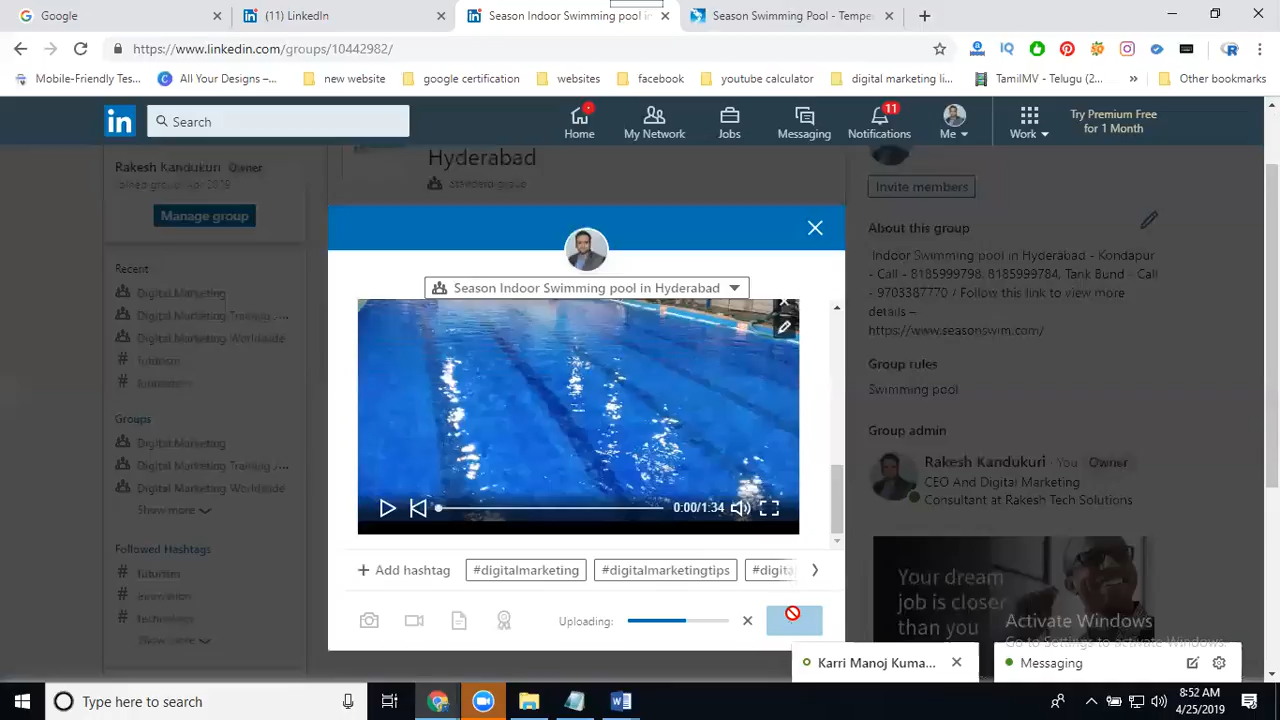 Google
(11) LinkedIn
Season Indoor Swimming pool in
Season Swimming Pool - Tempe
https://www.linkedin.com/groups/10442982/
Mobile-Friendly Tes...
All Your Designs –...
new website
google certification
websites
facebook
youtube calculator
digital marketing li...
TamilMV - Telugu (2...
Other bookmarks
Search
Home
My Network
Jobs
Messaging
11
Notifications
Me
Work
Try Premium Free
for 1 Month
Rakesh Kandukuri Owner
Manage group
Recent
Digital Marketing
Digital Marketing Training /...
Digital Marketing Worldwide
# futurism
Groups
Digital Marketing
Digital Marketing Training /...
Digital Marketing Worldwide
Show more
Followed Hashtags
# futurism
# innovation
# technology
Show more
Hyderabad
Standard group
Season Indoor Swimming pool in Hyderabad
0:00/1:34
Add hashtag
#digitalmarketing
#digitalmarketingtips
#digita
Uploading:
Invite members
About this group
Indoor Swimming pool in Hyderabad -
Kondapur
- Call - 8185999798, 8185999784, Tank Bund - Call
- 9703387770 / Follow this link to view more
details –
https://www.seasonswim.com/
Group rules
Swimming pool
Group admin
Rakesh Kandukuri - You Owner
CEO And Digital Marketing
Consultant at Rakesh Tech Solutions
Your dream
job is closer
than you
Activate Windows
Go to Settings to activate Windows.
Karri Manoj Kuma...
Messaging
Type here to search
8:52 AM
4/25/2019